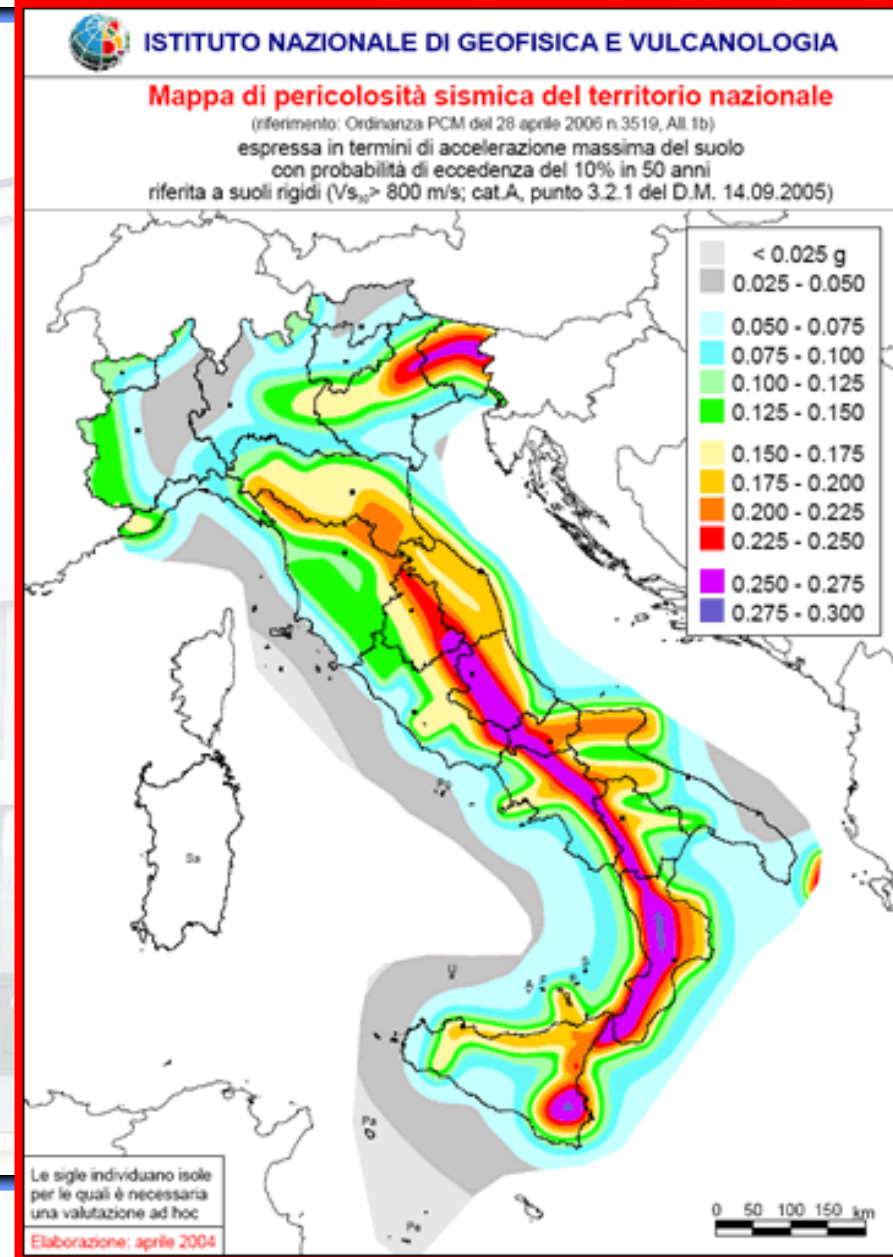 ISTITUTO NAZIONALE DI GEOFISICA E VULCANOLOGIA
Mappa di pericolosità sismica del territorio nazionale
(riferimento: Ordinanza PCM del 28 aprile 2006 n.3519, All.1b)
espressa in termini di accelerazione massima del suolo
con probabilità di eccedenza del 10% in 50 anni
riferita a suoli rigidi (Vs₃₀> 800 m/s; cat.A, punto 3.2.1 del D.M. 14.09.2005)
< 0.025 g
0.025 - 0.050
0.050 - 0.075
0.075 - 0.100
0.100 - 0.125
0.125 - 0.150
0.150 - 0.175
0.175 - 0.200
0.200 - 0.225
0.225 - 0.250
0.250 - 0.275
0.275 - 0.300
Sa
U
Pa
Pe
Le sigle individuano isole
per le quali è necessaria
una valutazione ad hoc
Elaborazione: aprile 2004
0 50 100 150 km